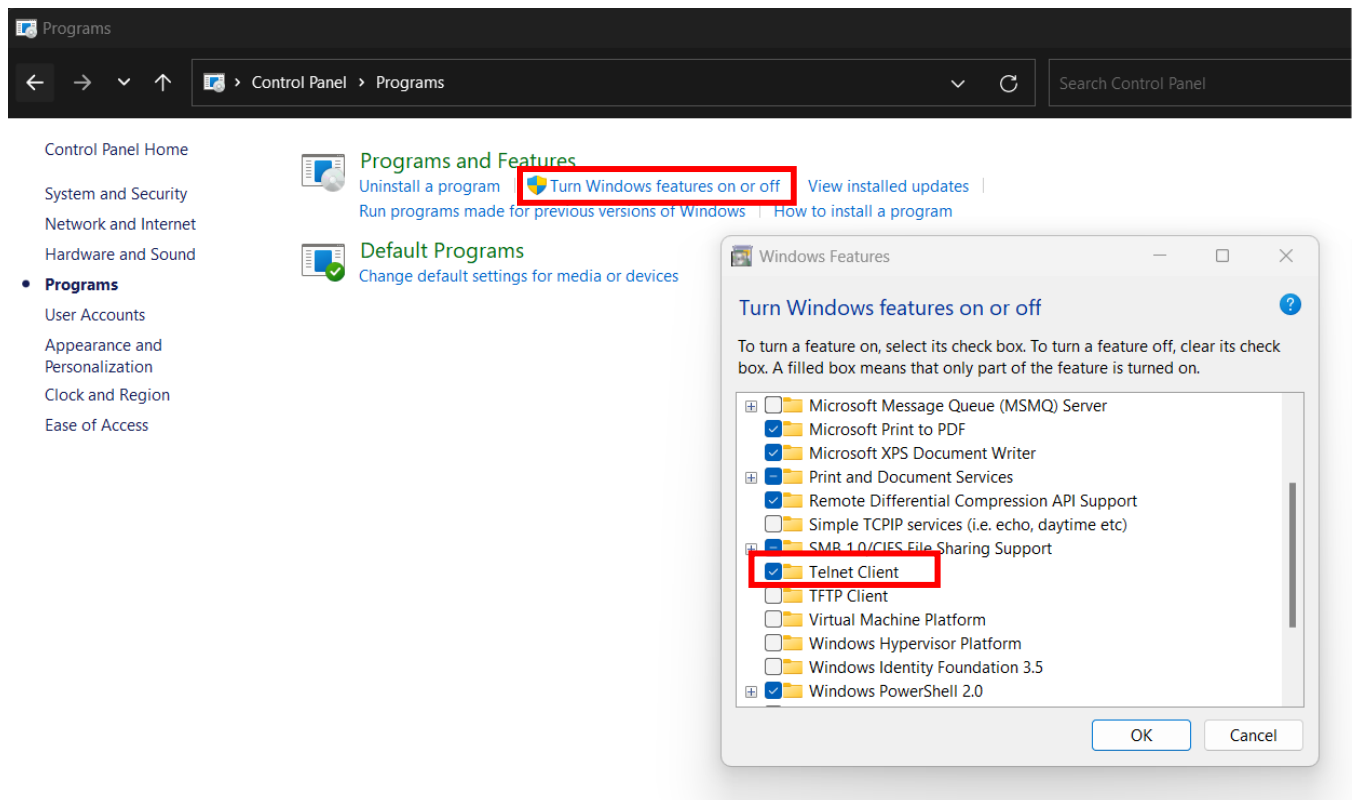 Programs
Control Panel > Programs
Search Control Panel
Control Panel Home
System and Security
Network and Internet
Hardware and Sound
Programs
User Accounts
Appearance and
Personalization
Clock and Region
Ease of Access
Programs and Features
Uninstall a program
Turn Windows features on or off
View installed updates
Run programs made for previous versions of Windows
How to install a program
Default Programs
Change default settings for media or devices
Windows Features
Turn Windows features on or off
?
To turn a feature on, select its check box. To turn a feature off, clear its check
box. A filled box means that only part of the feature is turned on.
Microsoft Message Queue (MSMQ) Server
Microsoft Print to PDF
Microsoft XPS Document Writer
Print and Document Services
Remote Differential Compression API Support
Simple TCPIP services (i.e. echo, daytime etc)
SMB 1.0/CIFS File Sharing Support
Telnet Client
TFTP Client
Virtual Machine Platform
Windows Hypervisor Platform
Windows Identity Foundation 3.5
Windows PowerShell 2.0
OK
Cancel